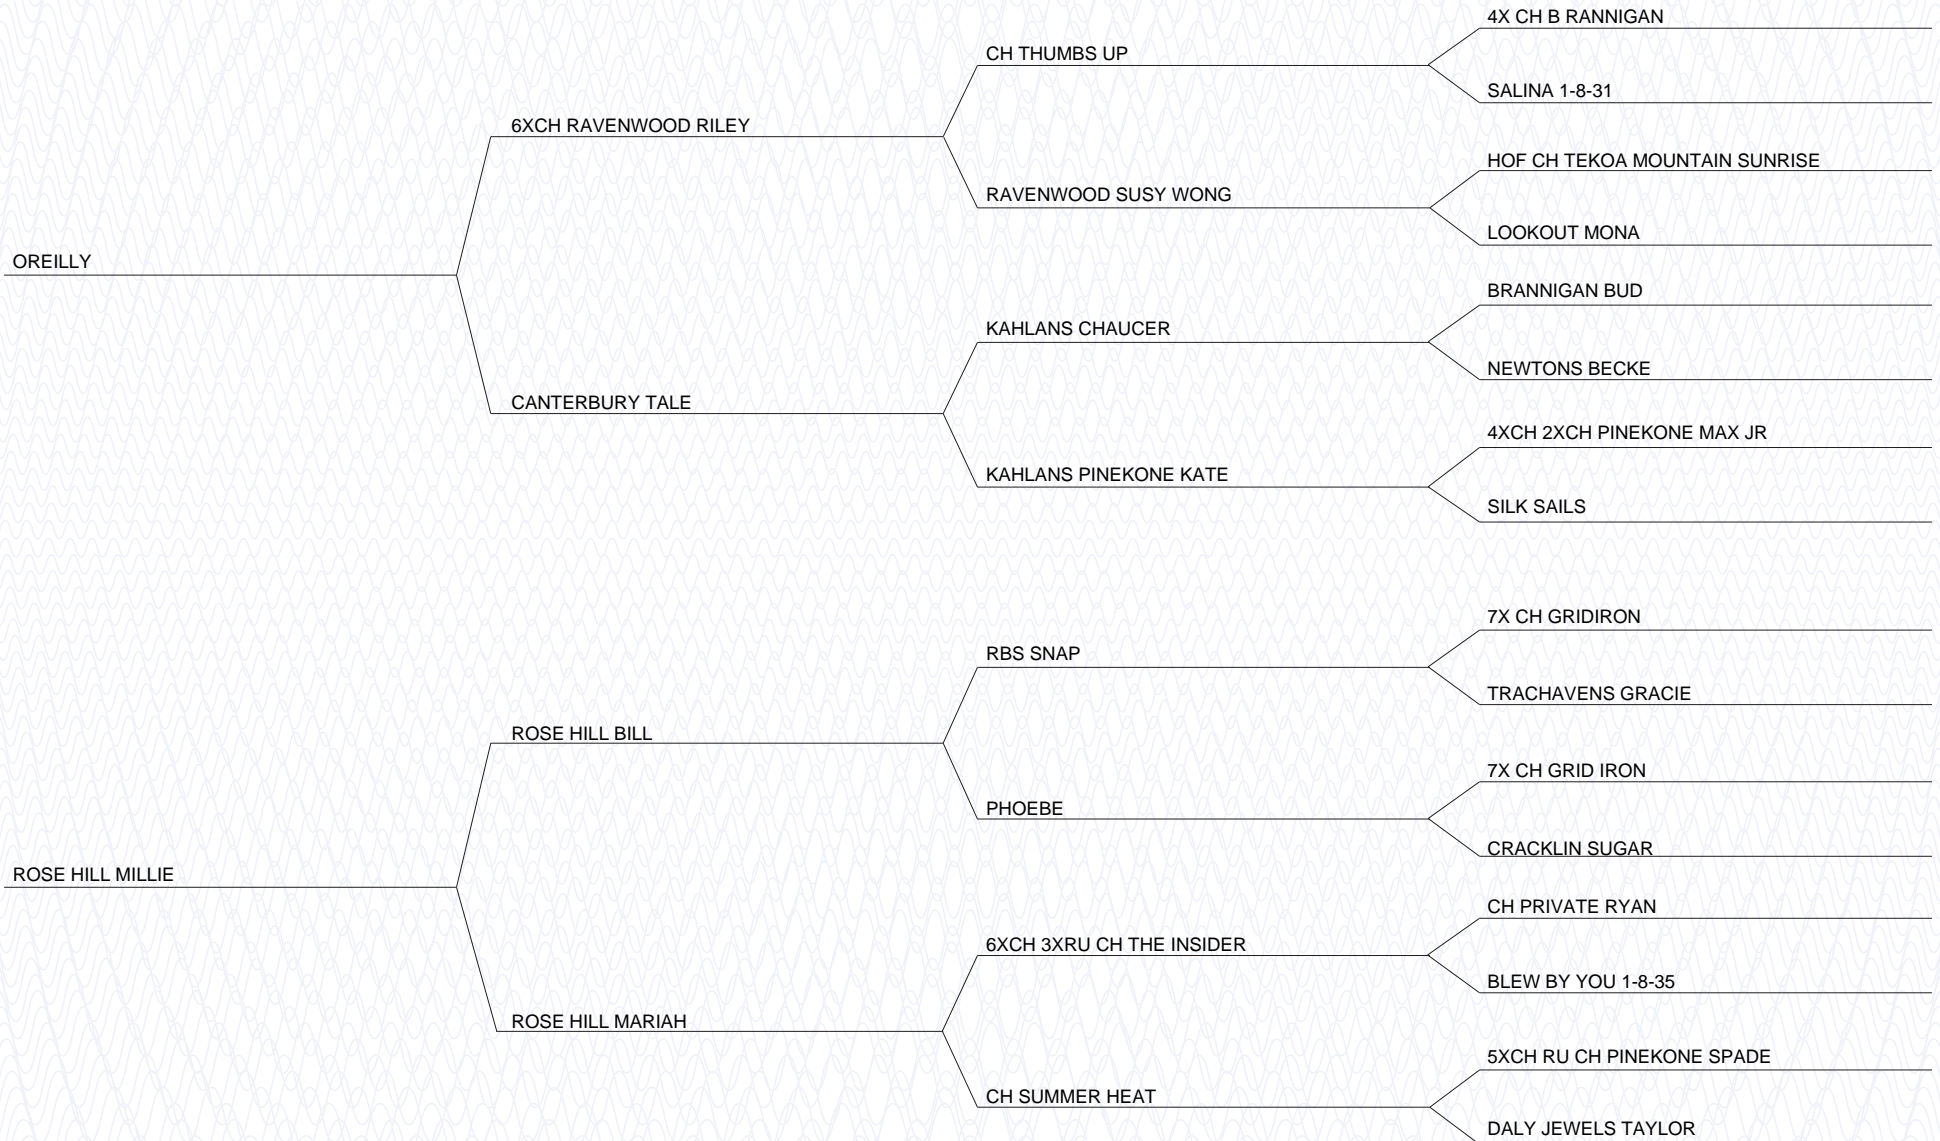 4X CH B RANNIGAN
CH THUMBS UP
SALINA 1-8-31
6XCH RAVENWOOD RILEY
HOF CH TEKOA MOUNTAIN SUNRISE
RAVENWOOD SUSY WONG
LOOKOUT MONA
OREILLY
BRANNIGAN BUD
KAHLANS CHAUCER
NEWTONS BECKE
CANTERBURY TALE
4XCH 2XCH PINEKONE MAX JR
KAHLANS PINEKONE KATE
SILK SAILS
7X CH GRIDIRON
RBS SNAP
TRACHAVENS GRACIE
ROSE HILL BILL
7X CH GRID IRON
PHOEBE
CRACKLIN SUGAR
ROSE HILL MILLIE
CH PRIVATE RYAN
6XCH 3XRU CH THE INSIDER
BLEW BY YOU 1-8-35
ROSE HILL MARIAH
5XCH RU CH PINEKONE SPADE
CH SUMMER HEAT
DALY JEWELS TAYLOR